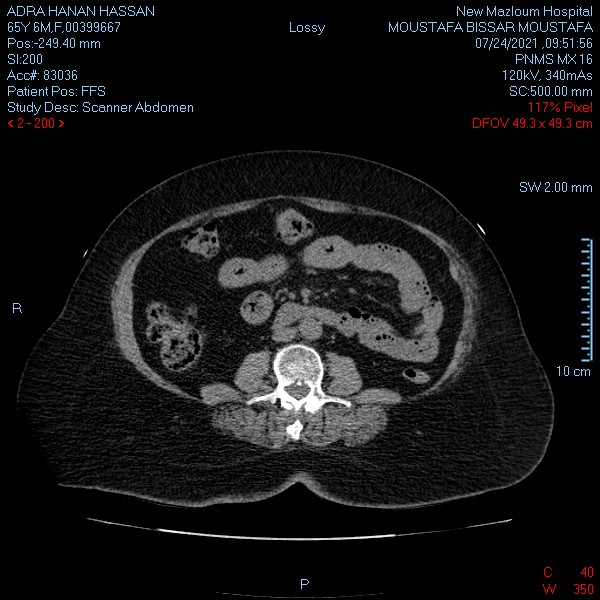 ADRA HANAN HASSAN
65Y 6M,F,00399667
Pos:-249.40 mm
SI:200
Acc#: 83036
Patient Pos: FFS
Study Desc: Scanner Abdomen
< 2 - 200 >
Lossy
New Mazloum Hospital
MOUSTAFA BISSAR MOUSTAFA
07/24/2021 ,09:51:56
PNMS MX 16
120kV, 340mAs
SC:500.00 mm
117% Pixel
DFOV 49.3 x 49.3 cm
SW 2.00 mm
R
10 cm
P
C 40
W 350